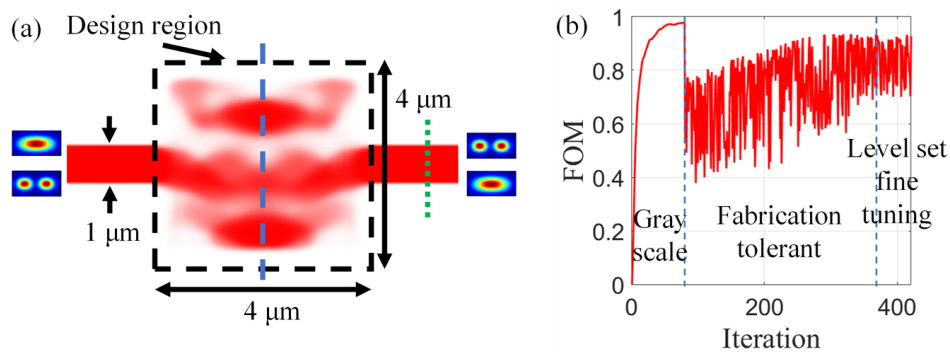 (a)
Design region
4 μm
1 μm
4 μm
(b)
FOM
1
0.8
0.6
0.4
0.2
0
Gray
scale
Fabrication
tolerant
Level set
fine
tuning
0
200
400
Iteration